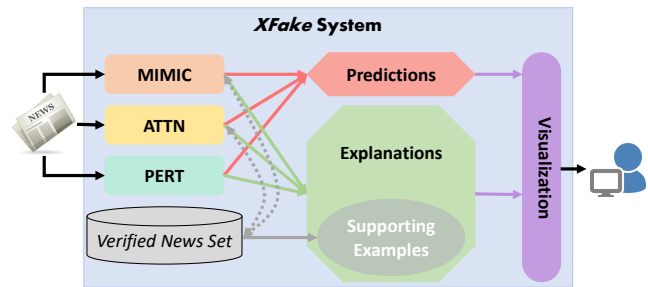 XFake System
NEWS
MIMIC
Predictions
ATTN
Explanations
PERT
Verified News Set
Supporting
Examples
Visualization